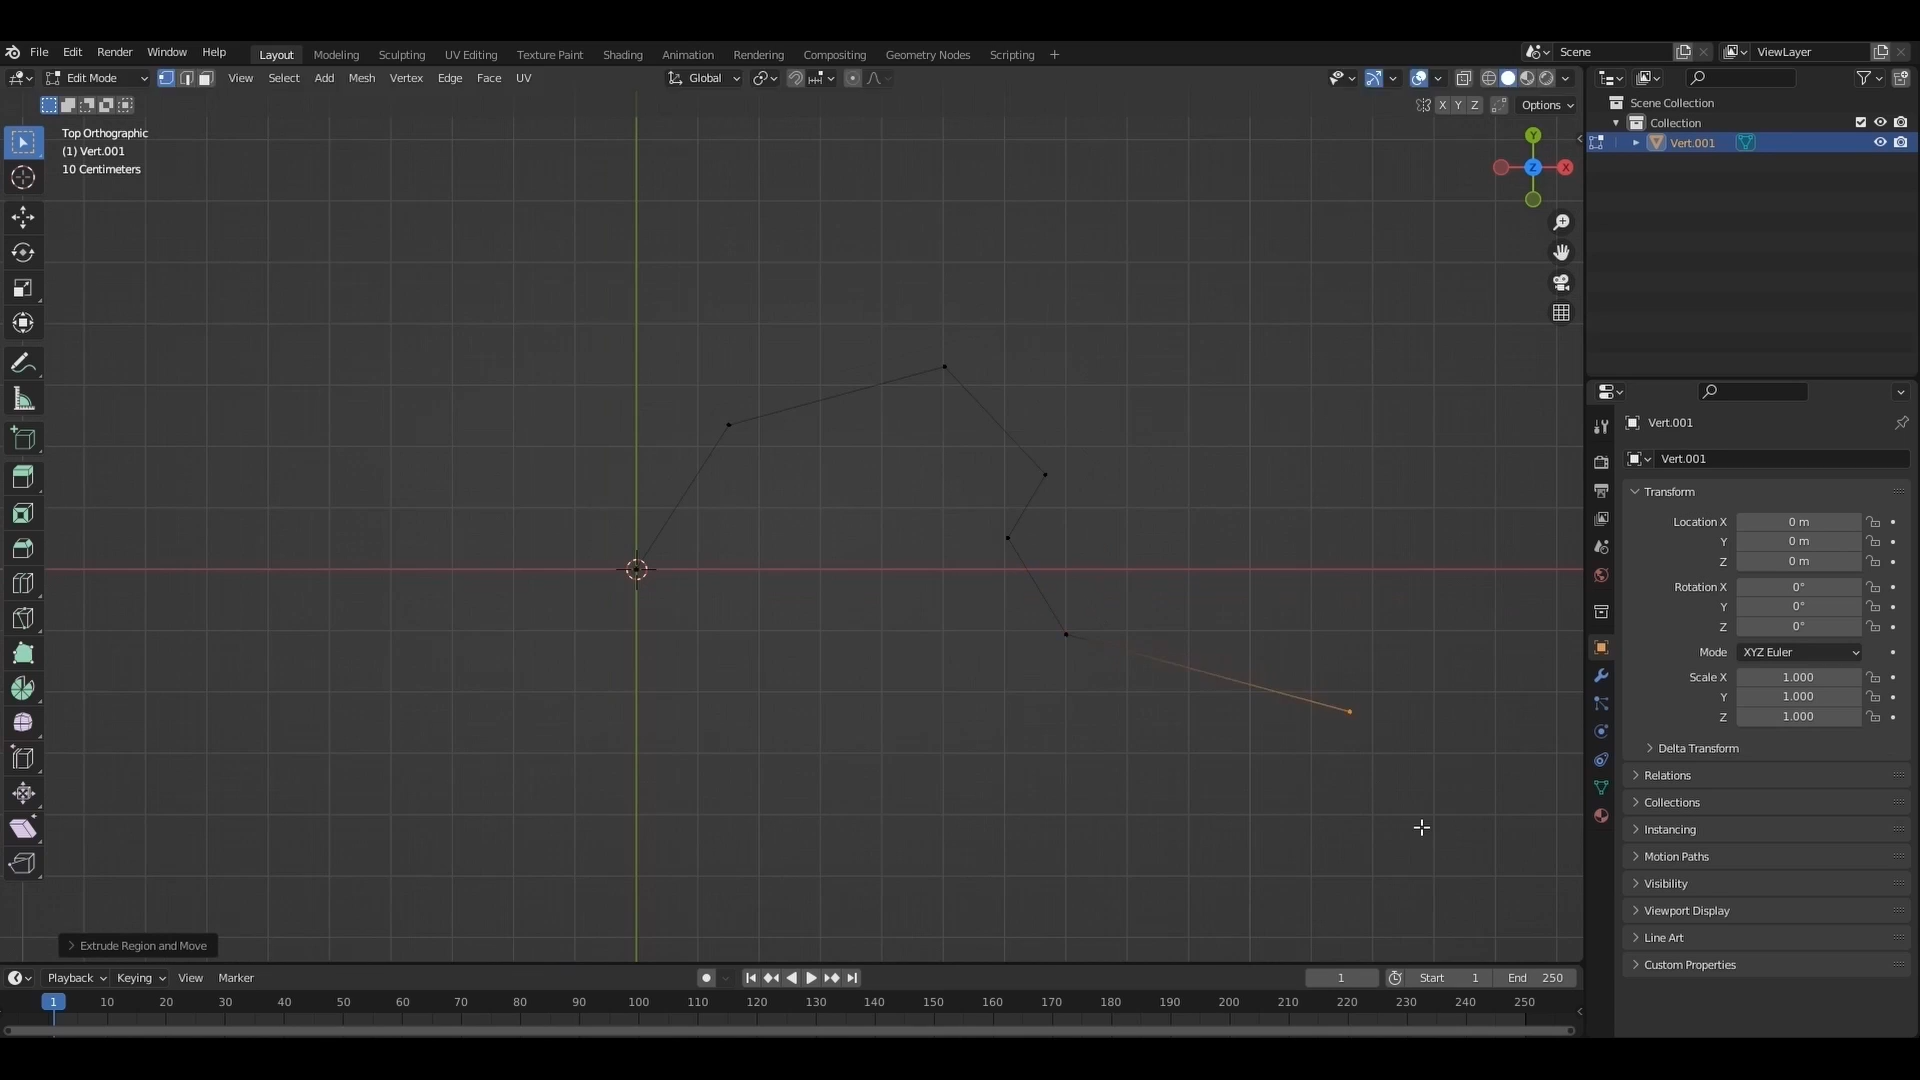 File Edit Render Window Help Layout Modeling Sculpting UV Editing Texture Paint Shading Animation Rendering Compositing Geometry Nodes Scripting + Scene ViewLayer
Edit Mode View Select Add Mesh Vertex Edge Face UV Global
X Y Z Options
Top Orthographic
(1) Vert.001
10 Centimeters
Y
Z X
Scene Collection
Collection
Vert.001
Vert.001
Vert.001
Transform
Location X 0 m
Y 0 m
Z 0 m
Rotation X 0°
Y 0°
Z 0°
Mode XYZ Euler
Scale X 1.000
Y 1.000
Z 1.000
Delta Transform
Relations
Collections
Instancing
Motion Paths
Visibility
Viewport Display
Line Art
Custom Properties
Extrude Region and Move
Playback Keying View Marker 1 Start 1 End 250
1 10 20 30 40 50 60 70 80 90 100 110 120 130 140 150 160 170 180 190 200 210 220 230 240 250